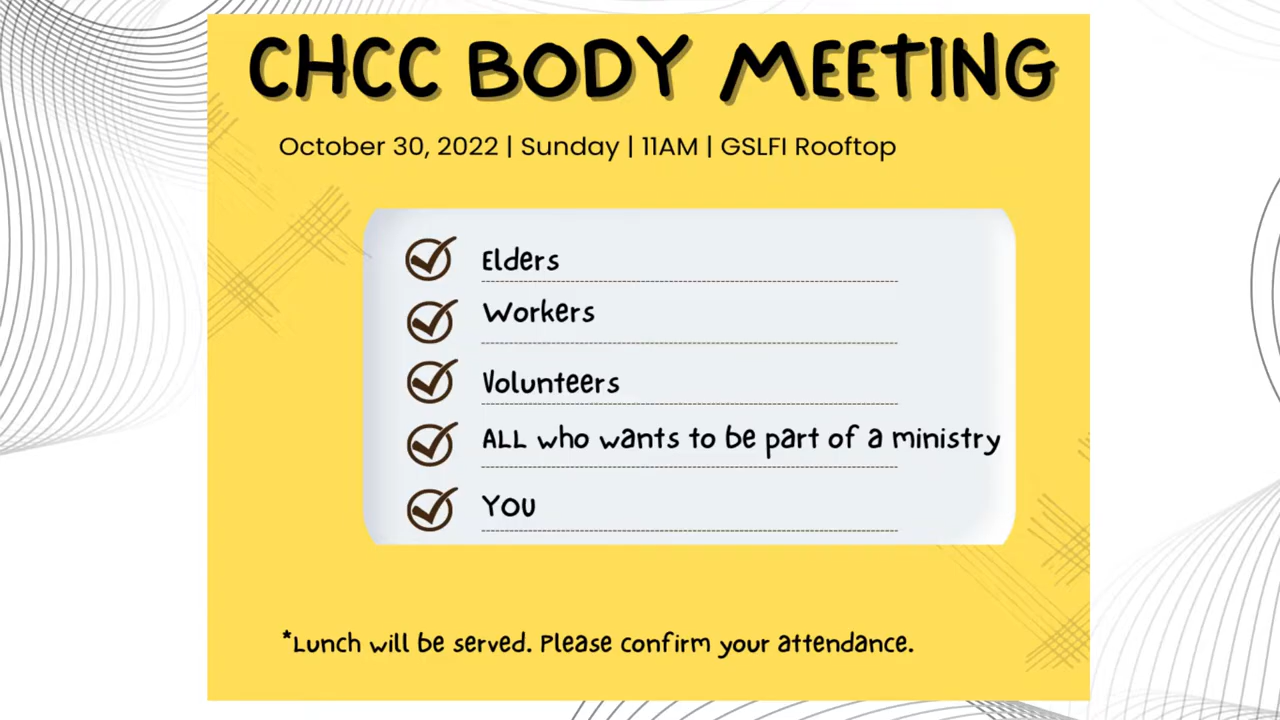 CHCC BODY MEETING
October 30, 2022 | Sunday | 11AM | GSLFI Rooftop
Elders
Workers
Volunteers
ALL who wants to be part of a ministry
You
*Lunch will be served. Please confirm your attendance.